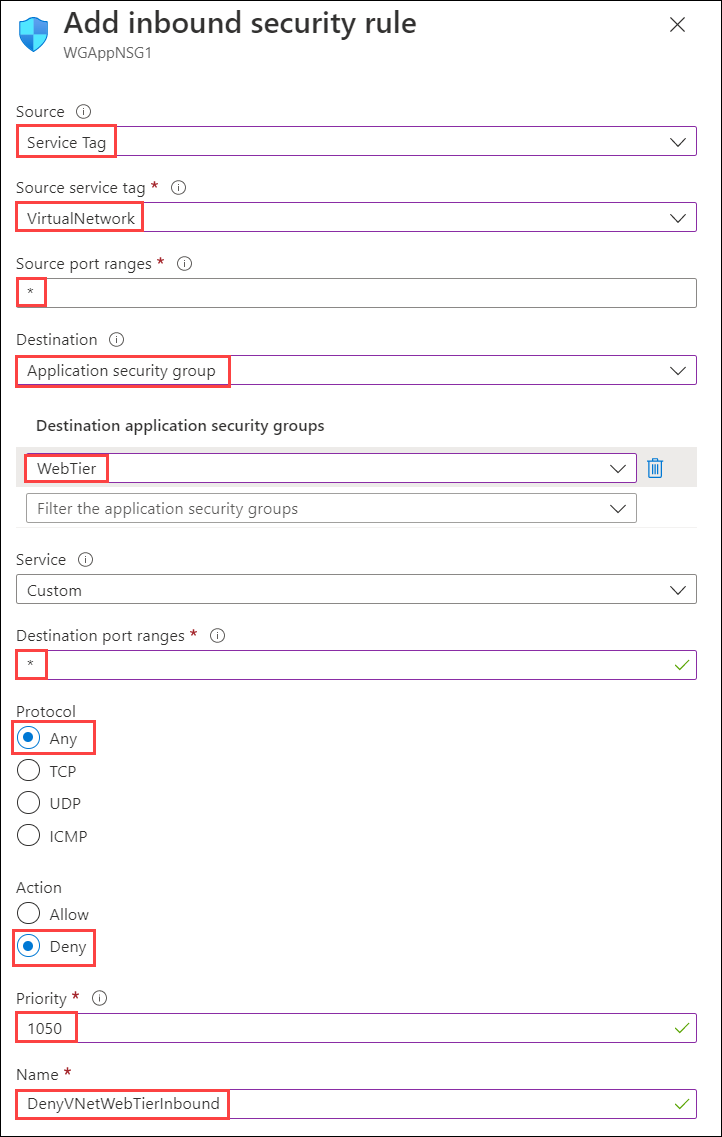 Add inbound security rule
WGAppNSG1
Source
Service Tag
Source service tag *
VirtualNetwork
Source port ranges *
*
Destination
Application security group
Destination application security groups
WebTier
Filter the application security groups
Service
Custom
Destination port ranges *
*
Protocol
Any
TCP
UDP
ICMP
Action
Allow
Deny
Priority *
1050
Name *
DenyVNetWebTierInbound